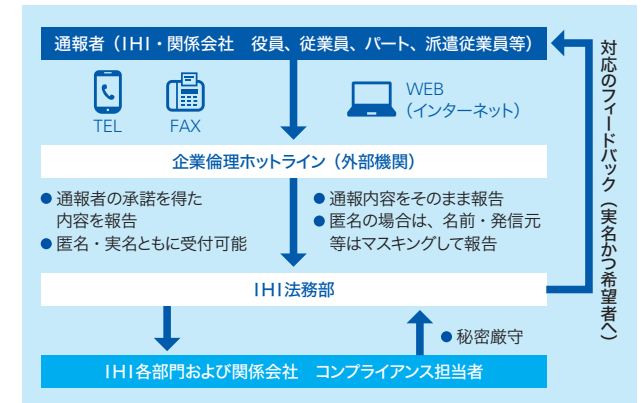 通報者（IHI・関係会社　役員、従業員、パート、派遣従業員等）
TEL
FAX
WEB
（インターネット）
企業倫理ホットライン（外部機関）
● 通報者の承諾を得た
内容を報告
● 匿名・実名ともに受付可能
● 通報内容をそのまま報告
● 匿名の場合は、名前・発信元
等はマスキングして報告
IHI法務部
● 秘密厳守
IHI各部門および関係会社　コンプライアンス担当者
対応のフィードバック（実名かつ希望者へ）